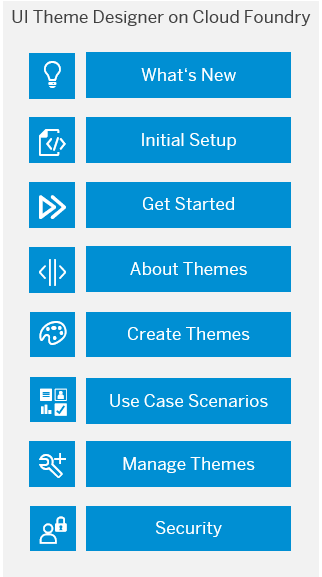 UI Theme Designer on Cloud Foundry
What's New
Initial Setup
Get Started
About Themes
Create Themes
Use Case Scenarios
Manage Themes
Security